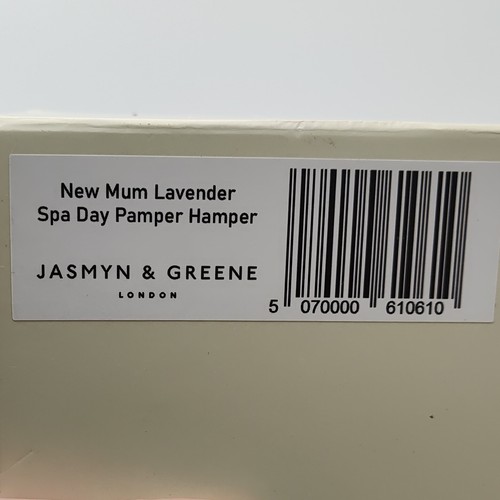 New Mum Lavender
Spa Day Pamper Hamper
JASMYN & GREENE
LONDON
5 070000 610610